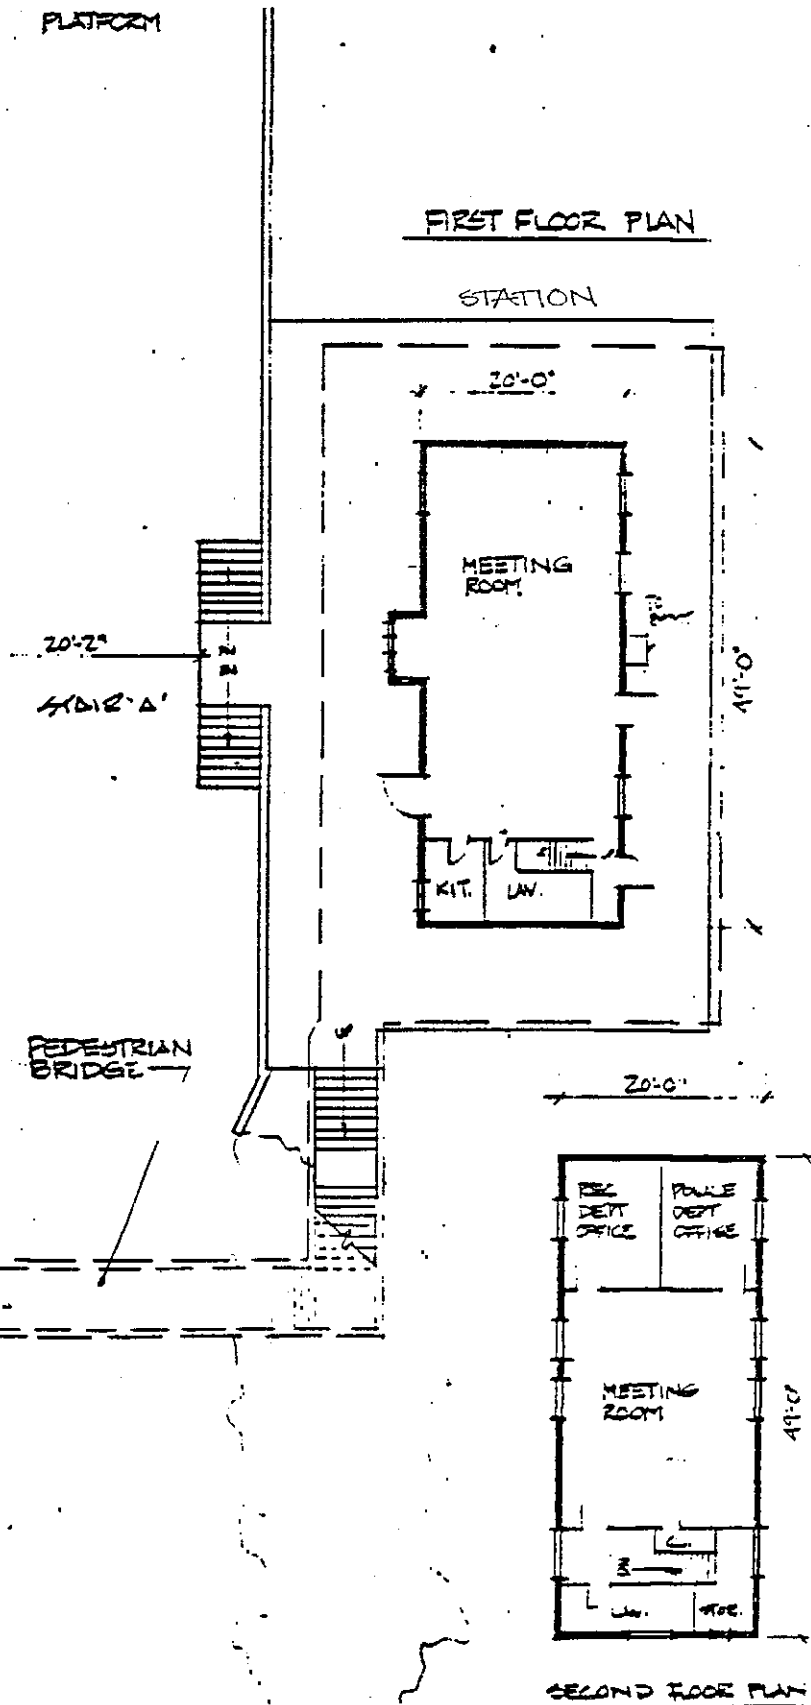 PLATFORM
FIRST FLOOR PLAN
STATION
20'-0"
MEETING
ROOM
20'-2"
STAIR 'A'
49'-0"
KIT.
LAV.
PEDESTRIAN
BRIDGE
20'-0"
REC
DEPT
OFFICE
POLICE
DEPT
OFFICE
MEETING
ROOM
49'-0"
C.
DN
LAV.
STOR.
SECOND FLOOR PLAN